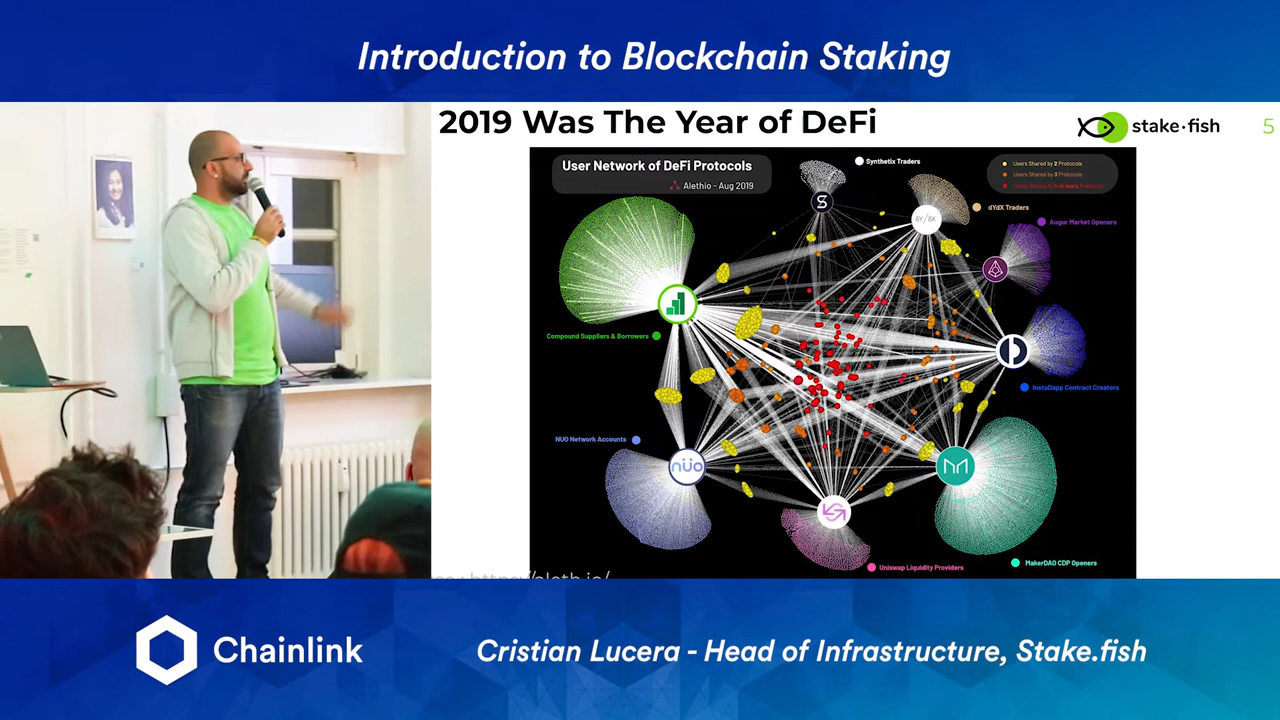 Introduction to Blockchain Staking
2019 Was The Year of DeFi
stake·fish
5
User Network of DeFi Protocols
Alethio - Aug 2019
Synthetix Traders
Users Shared by 2 Protocols
Users Shared by 3 Protocols
dYdX Traders
DY/DX
Augur Market Openers
Compound Suppliers & Borrowers
InstaDapp Contract Creators
NUO Network Accounts
nüo
Uniswap Liquidity Providers
MakerDAO CDP Openers
Chainlink
Cristian Lucera - Head of Infrastructure, Stake.fish